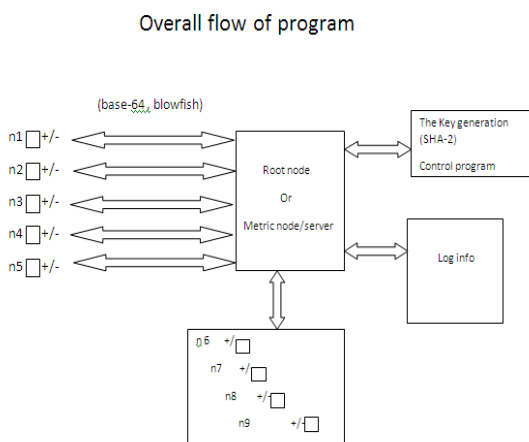 Overall flow of program
(base-64, blowfish)
n1 +/-
n2 +/-
n3 +/-
n4 +/-
n5 +/-
Root node
Or
Metric node/server
The Key generation
(SHA-2)
Control program
Log info
n6 +/
n7 +/
n8 +/-
n9 +/-